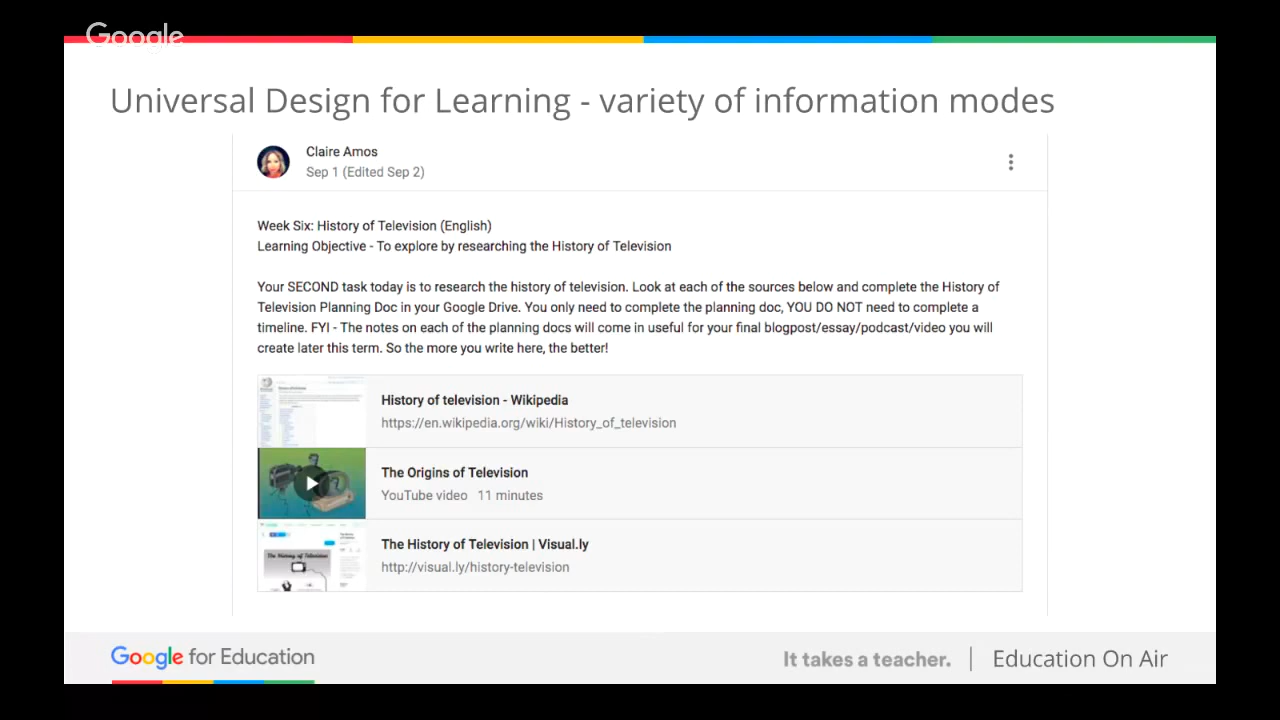 Google
Universal Design for Learning - variety of information modes
Claire Amos
Sep 1 (Edited Sep 2)
Week Six: History of Television (English)
Learning Objective - To explore by researching the History of Television
Your SECOND task today is to research the history of television. Look at each of the sources below and complete the History of
Television Planning Doc in your Google Drive. You only need to complete the planning doc, YOU DO NOT need to complete a
timeline. FYI - The notes on each of the planning docs will come in useful for your final blogpost/essay/podcast/video you will
create later this term. So the more you write here, the better!
History of television - Wikipedia
https://en.wikipedia.org/wiki/History_of_television
The Origins of Television
YouTube video 11 minutes
The History of Television
The History of Television | Visual.ly
http://visual.ly/history-television
Google for Education
It takes a teacher. | Education On Air